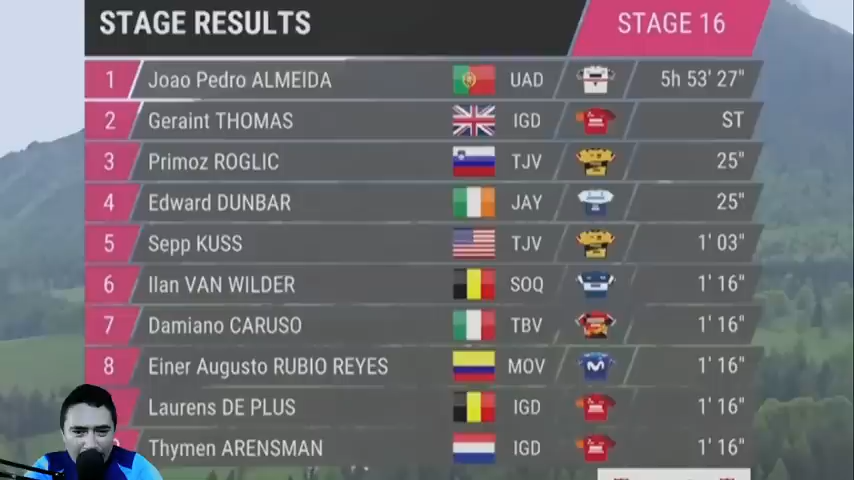 STAGE RESULTS STAGE 16
1 Joao Pedro ALMEIDA UAD 5h 53' 27"
2 Geraint THOMAS IGD ST
3 Primoz ROGLIC TJV 25"
4 Edward DUNBAR JAY 25"
5 Sepp KUSS TJV 1' 03"
6 Ilan VAN WILDER SOQ 1' 16"
7 Damiano CARUSO TBV 1' 16"
8 Einer Augusto RUBIO REYES MOV 1' 16"
Laurens DE PLUS IGD 1' 16"
Thymen ARENSMAN IGD 1' 16"